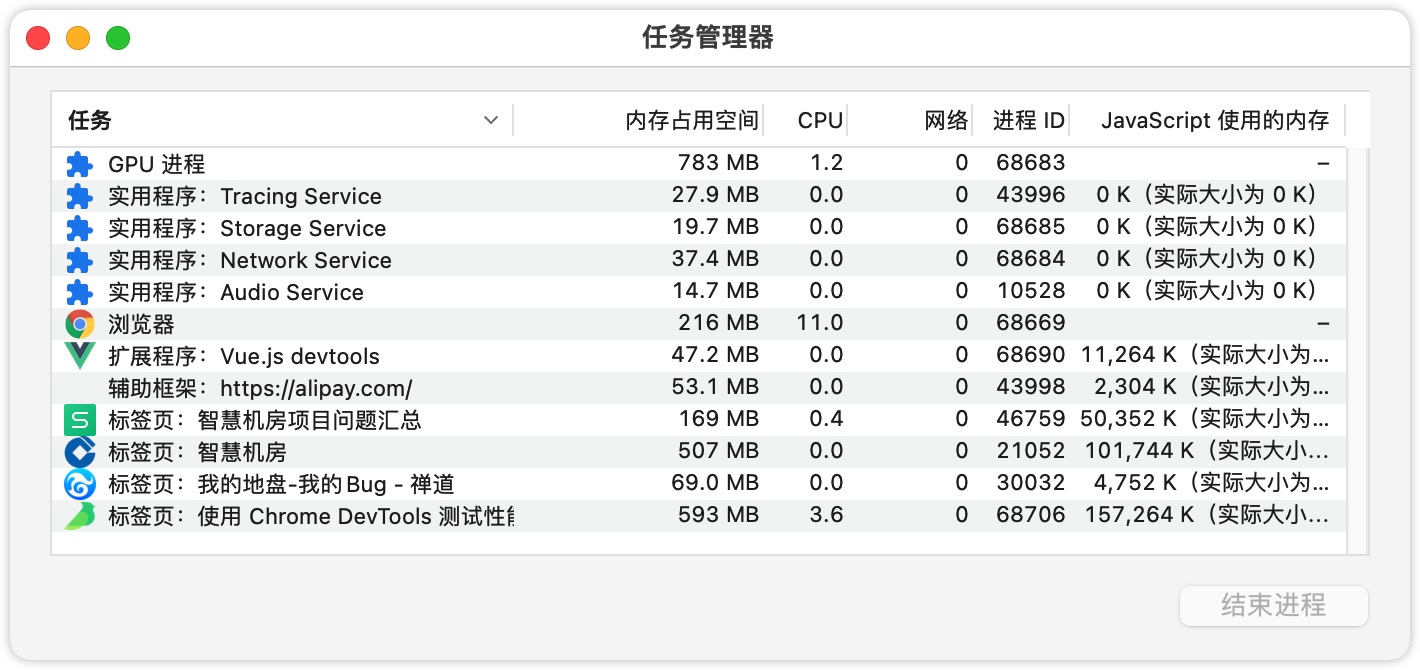 任务管理器
任务 内存占用空间 CPU 网络 进程 ID JavaScript 使用的内存
GPU 进程 783 MB 1.2 0 68683 –
实用程序：Tracing Service 27.9 MB 0.0 0 43996 0 K（实际大小为 0 K）
实用程序：Storage Service 19.7 MB 0.0 0 68685 0 K（实际大小为 0 K）
实用程序：Network Service 37.4 MB 0.0 0 68684 0 K（实际大小为 0 K）
实用程序：Audio Service 14.7 MB 0.0 0 10528 0 K（实际大小为 0 K）
浏览器 216 MB 11.0 0 68669 –
扩展程序：Vue.js devtools 47.2 MB 0.0 0 68690 11,264 K（实际大小为…
辅助框架：https://alipay.com/ 53.1 MB 0.0 0 43998 2,304 K（实际大小为…
标签页：智慧机房项目问题汇总 169 MB 0.4 0 46759 50,352 K（实际大小为…
标签页：智慧机房 507 MB 0.0 0 21052 101,744 K（实际大小…
标签页：我的地盘-我的Bug - 禅道 69.0 MB 0.0 0 30032 4,752 K（实际大小为…
标签页：使用 Chrome DevTools 测试性 593 MB 3.6 0 68706 157,264 K（实际大小…
结束进程